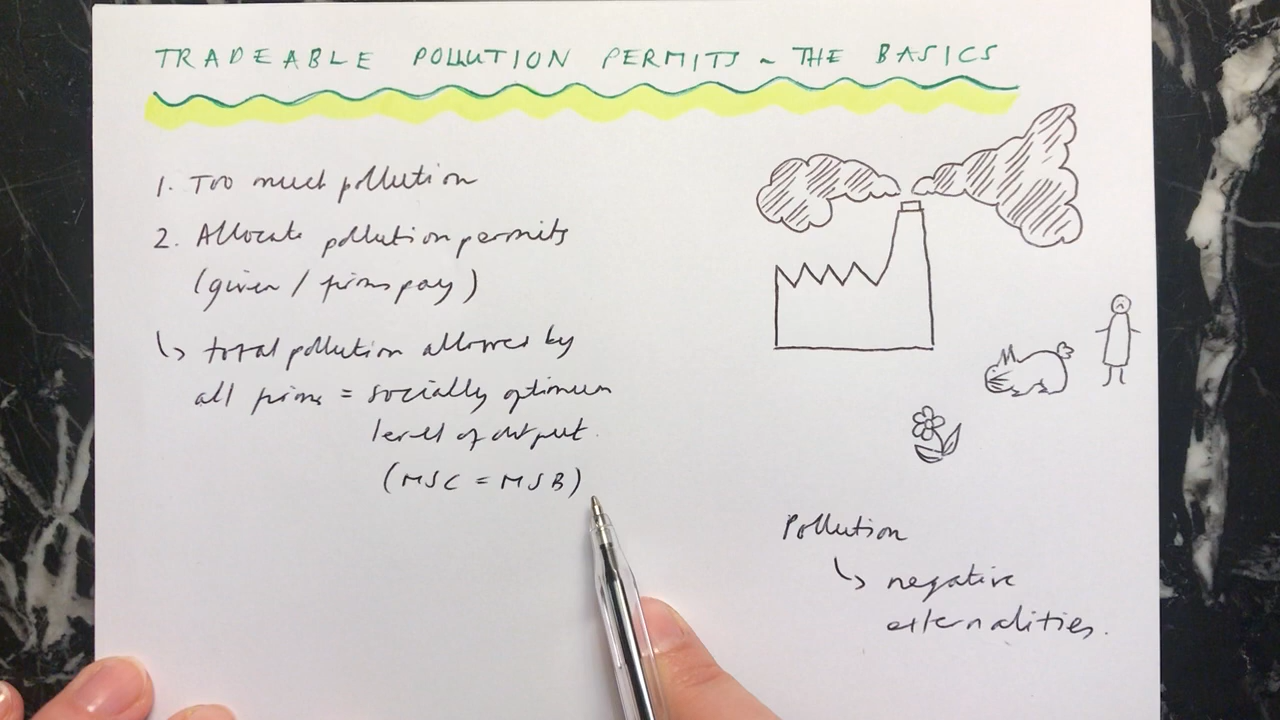 TRADEABLE POLLUTION PERMITS ~ THE BASICS
1. Too much pollution
2. Allocate pollution permits
(given / firms pay)
↳ total pollution allowed by
all firms = socially optimum
level of output.
(MSC = MSB)
Pollution
↳ negative
externalities.